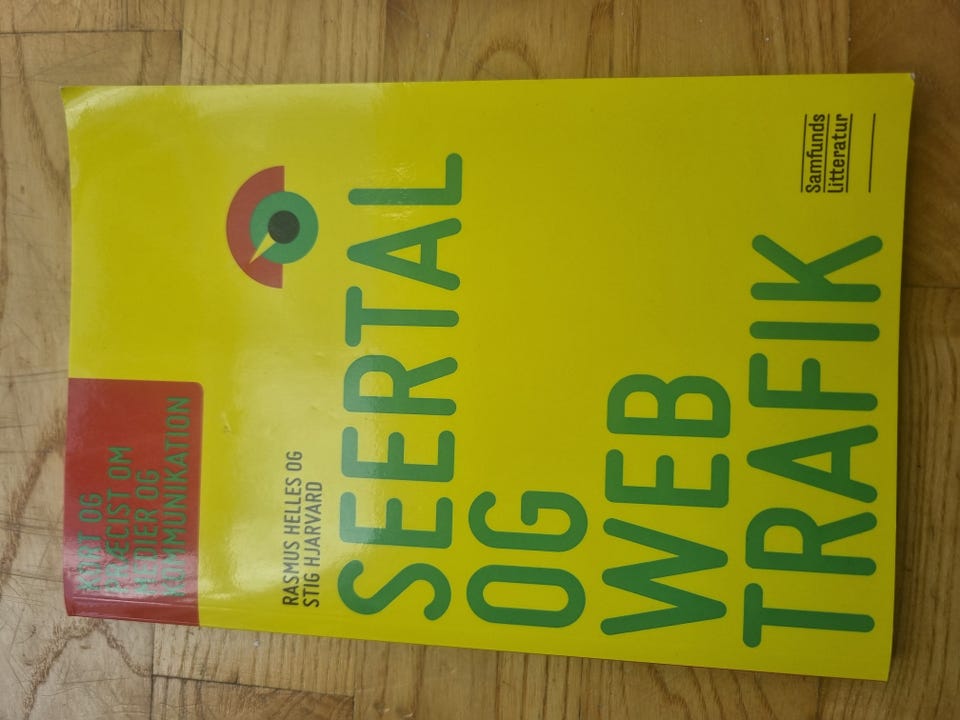 KORT OG
PRÆCIST OM
MEDIER OG
KOMMUNIKATION
RASMUS HELLES OG
STIG HJARVARD
SEERTAL
OG
WEB
TRAFIK
Samfunds
litteratur